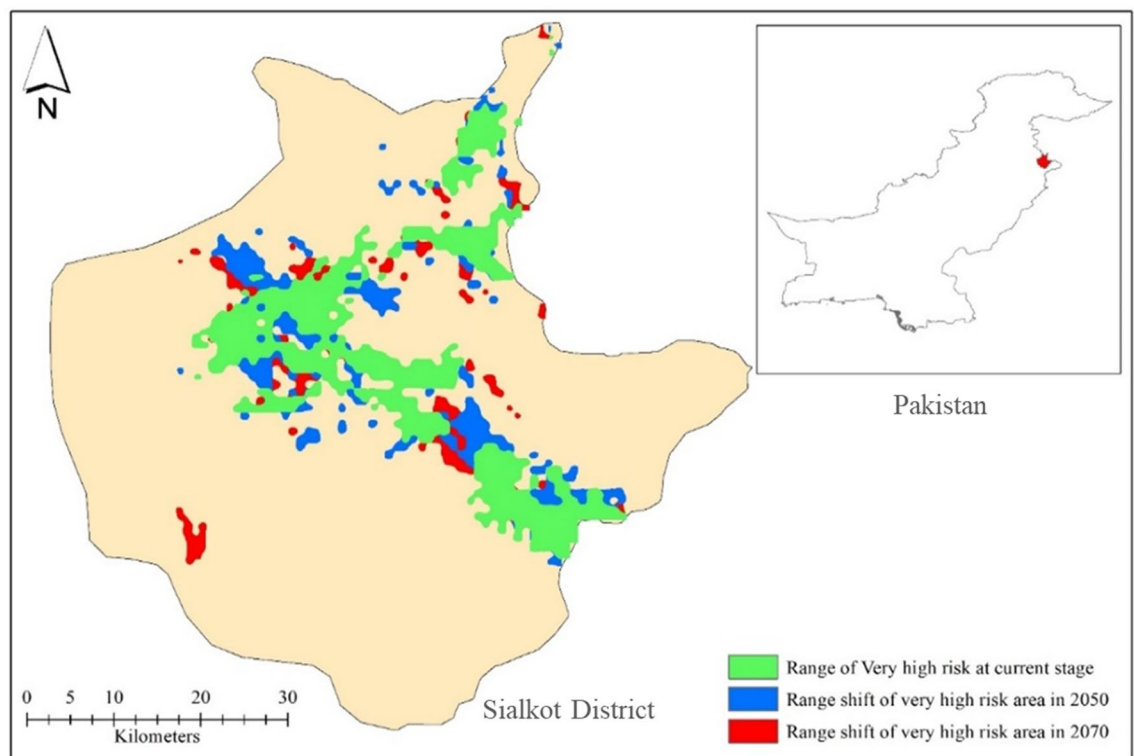 N
Pakistan
Range of Very high risk at current stage
Range shift of very high risk area in 2050
Range shift of very high risk area in 2070
0 5 10 20 30
Kilometers
Sialkot District